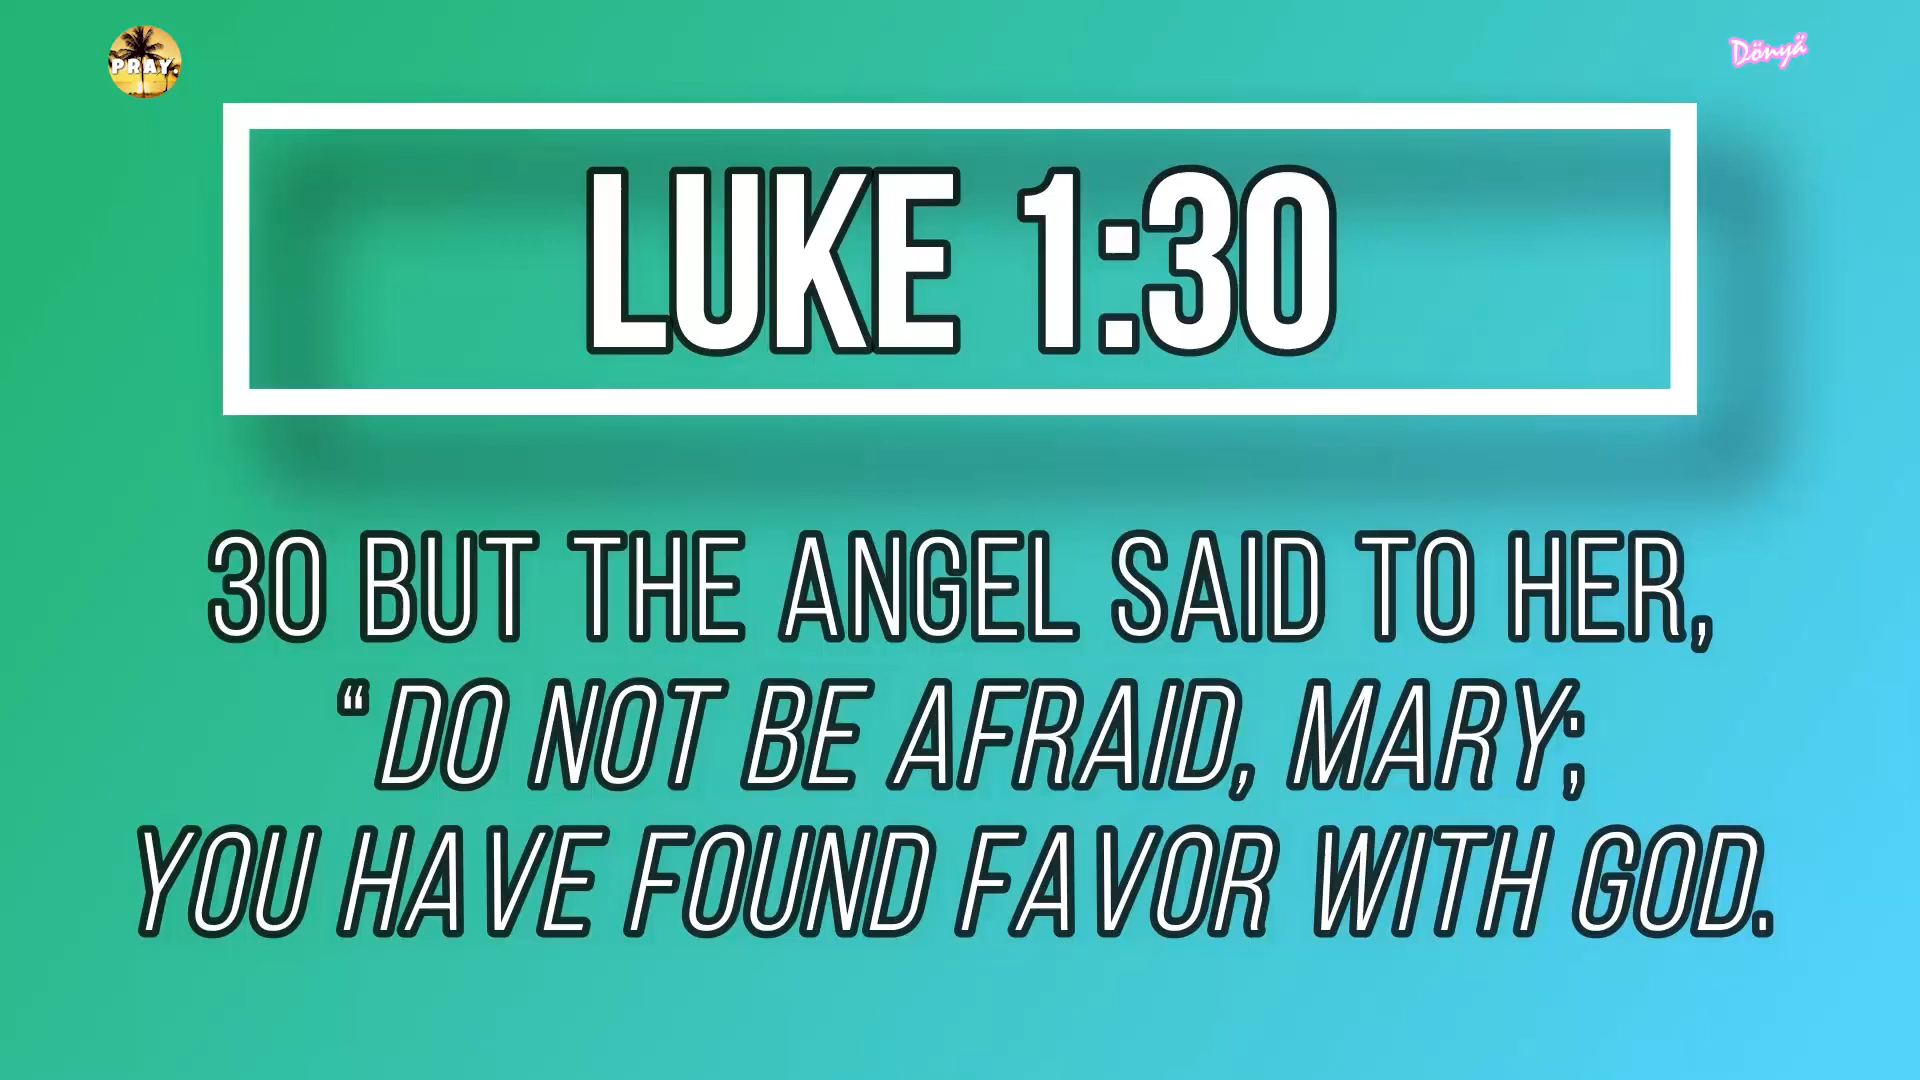 PRAY.
Dönyä
LUKE 1:30
30 BUT THE ANGEL SAID TO HER,
“DO NOT BE AFRAID, MARY;
YOU HAVE FOUND FAVOR WITH GOD.